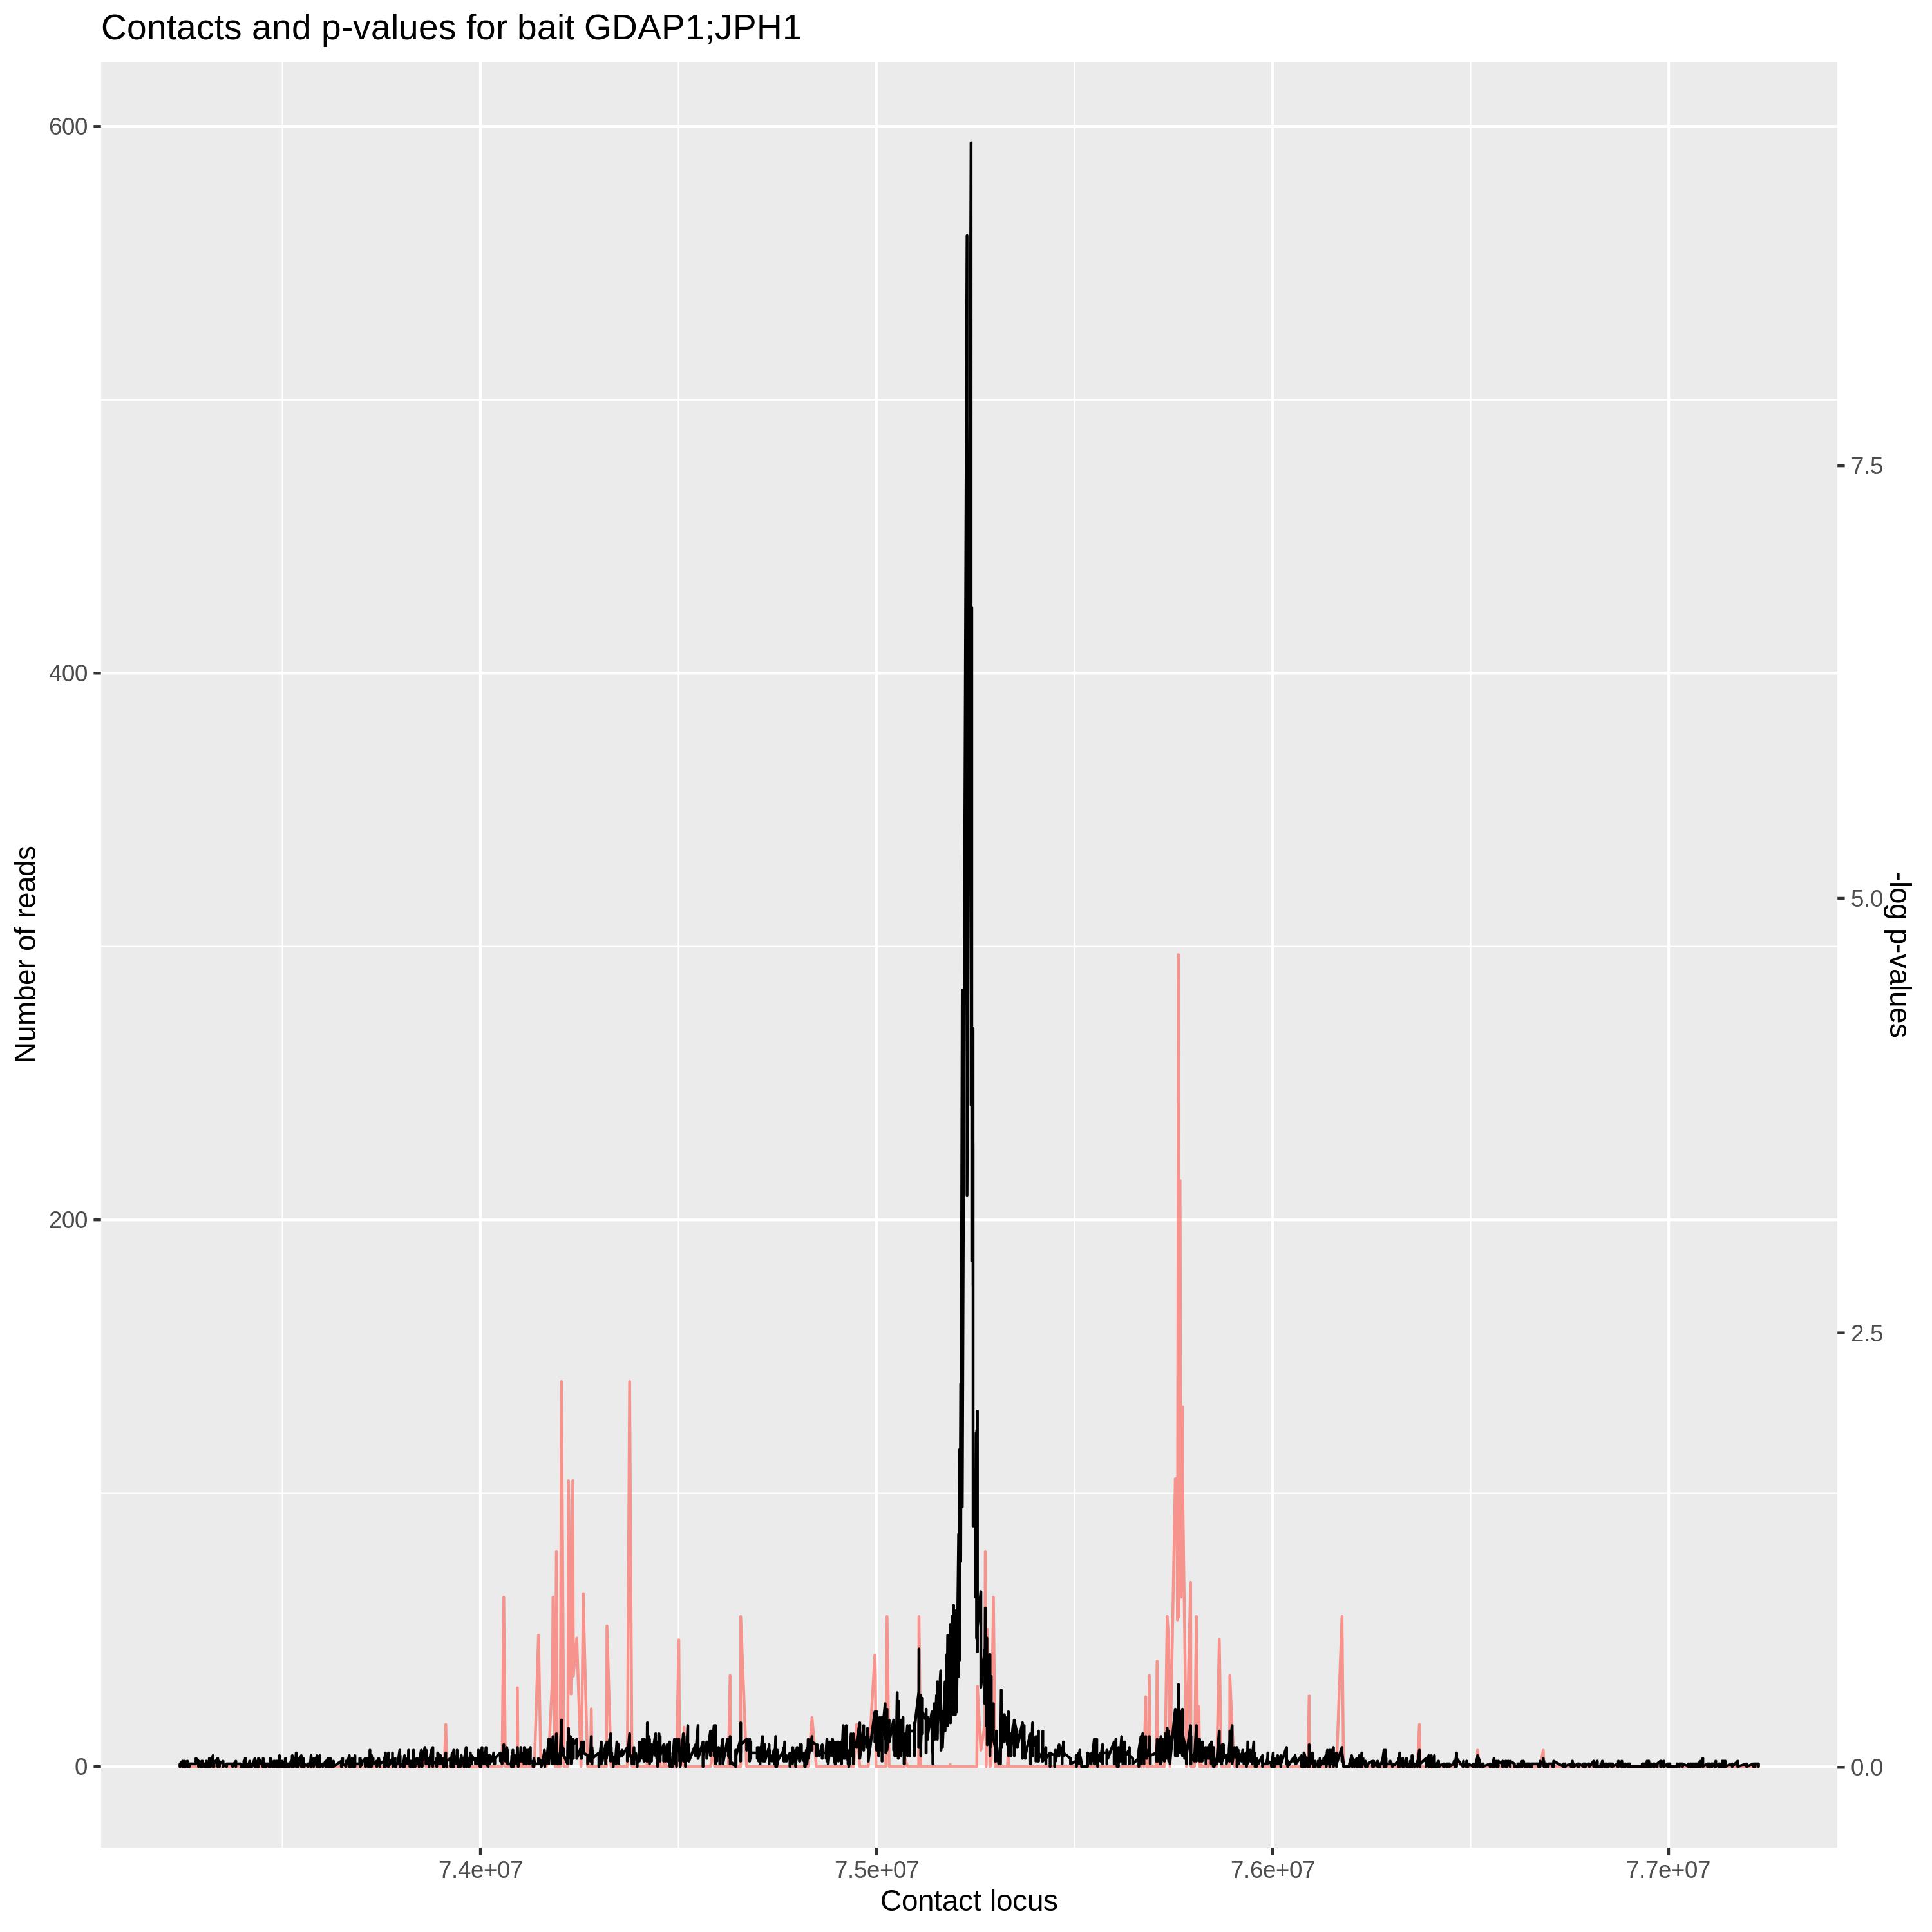 Contacts and p-values for bait GDAP1;JPH1
600
400
200
0
Number of reads
7.5
5.0
2.5
0.0
-log p-values
7.4e+07
7.5e+07
7.6e+07
7.7e+07
Contact locus